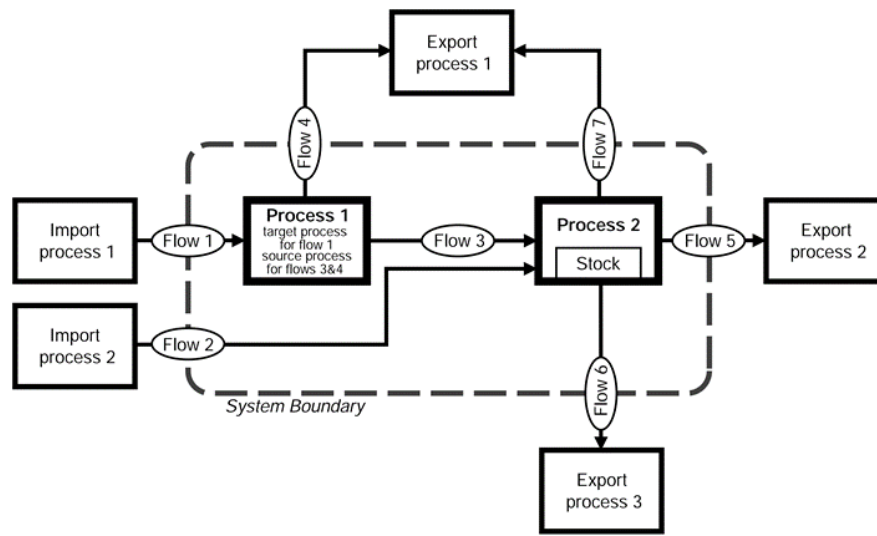 Export
process 1
Flow 4
Flow 7
Import
process 1
Flow 1
Process 1
target process
for flow 1
source process
for flows 3&4
Flow 3
Process 2
Stock
Flow 5
Export
process 2
Import
process 2
Flow 2
Flow 6
System Boundary
Export
process 3